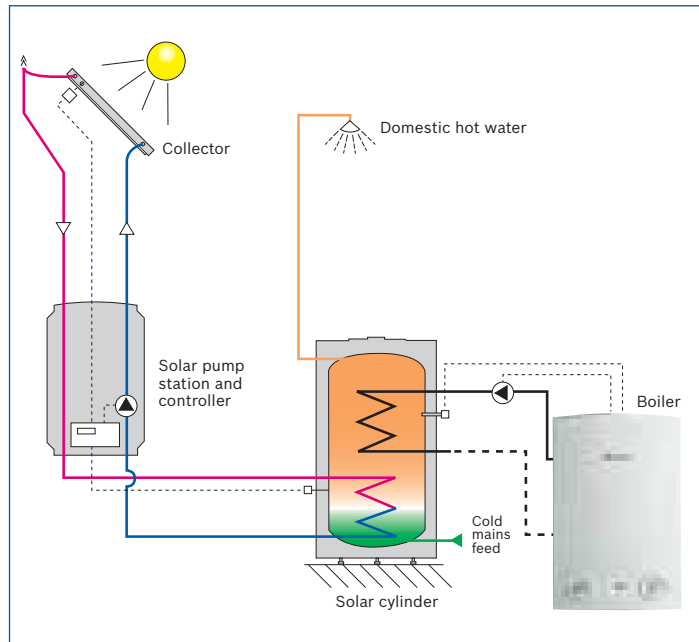 Collector
Domestic hot water
Solar pump
station and
controller
Boiler
Cold
mains
feed
Solar cylinder